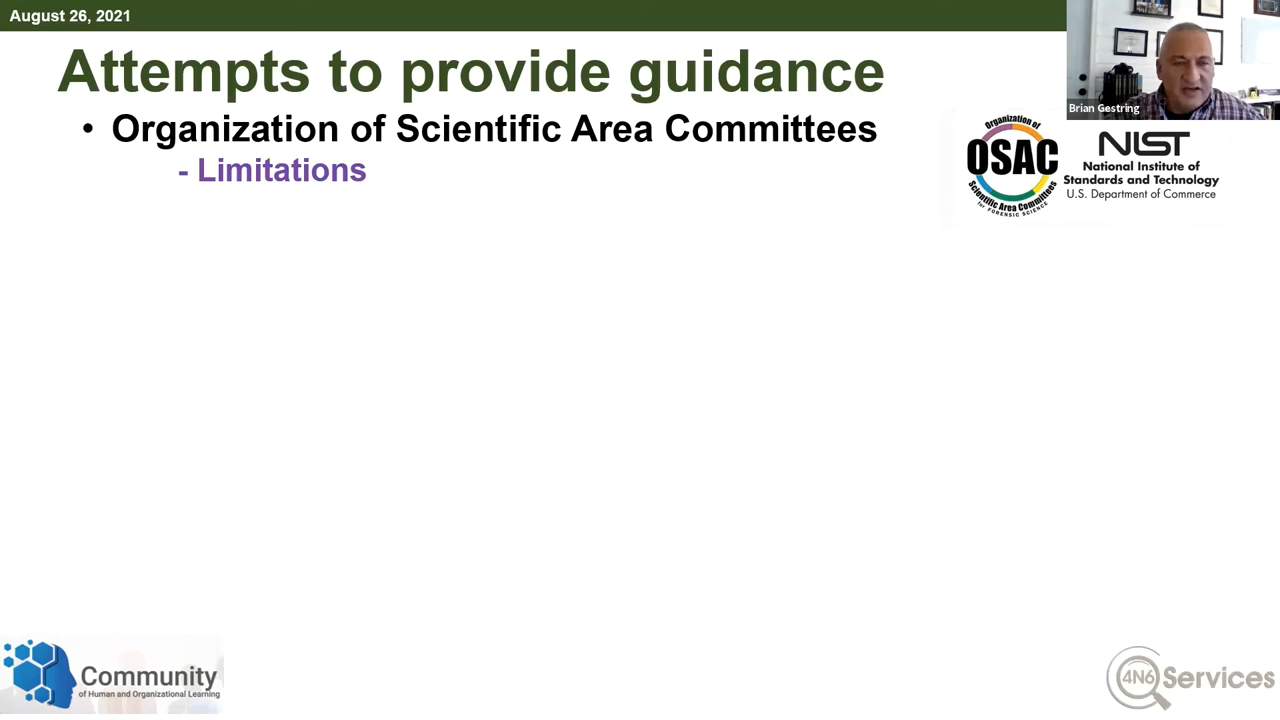 August 26, 2021
Attempts to provide guidance
• Organization of Scientific Area Committees
- Limitations
Brian Gestring
Organization of
OSAC
Scientific Area Committees
for FORENSIC SCIENCE
NIST
National Institute of
Standards and Technology
U.S. Department of Commerce
Community
of Human and Organizational Learning
4N6 Services